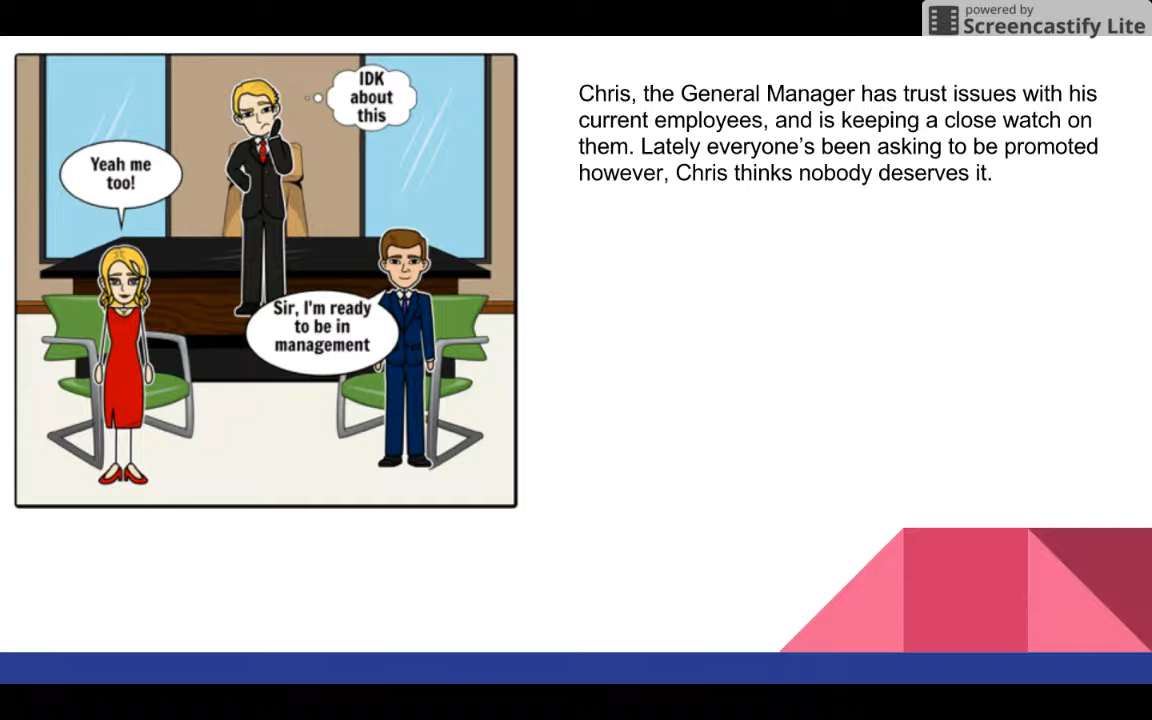 powered by
Screencastify Lite
IDK
about
this
Yeah me
too!
Sir, I'm ready
to be in
management
Chris, the General Manager has trust issues with his
current employees, and is keeping a close watch on
them. Lately everyone’s been asking to be promoted
however, Chris thinks nobody deserves it.